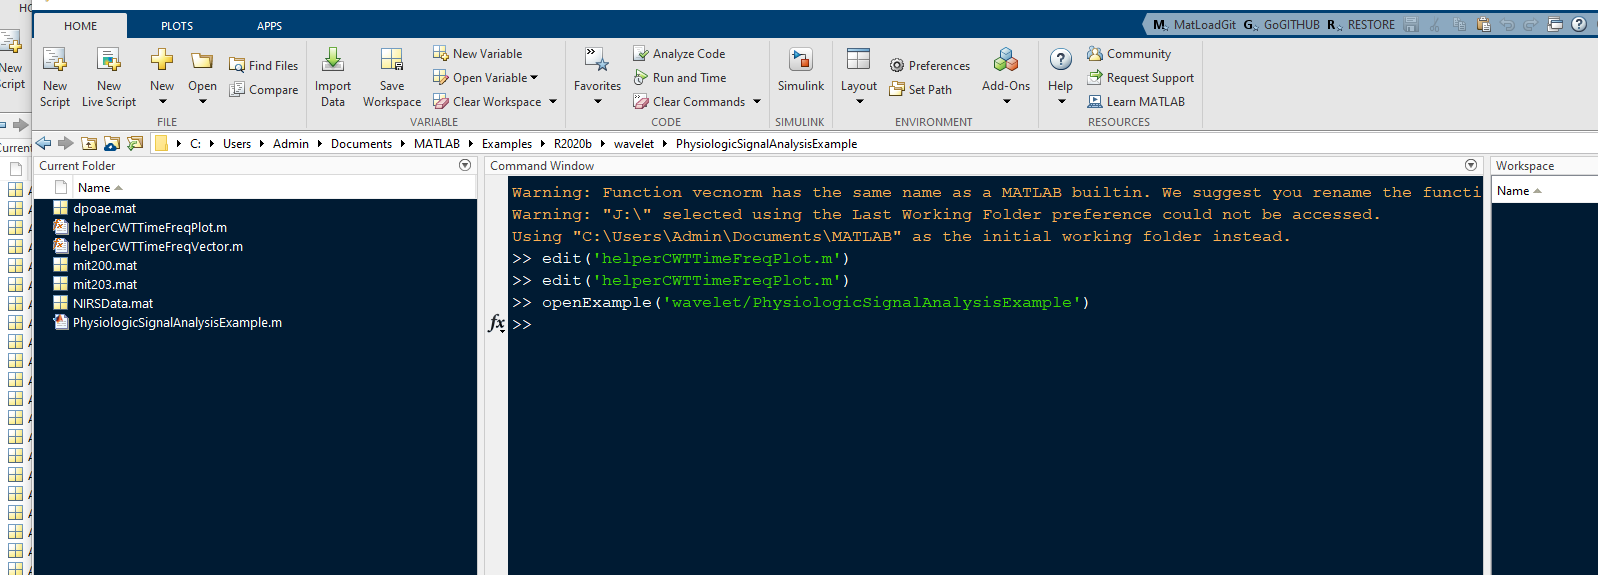 HO
HOME PLOTS APPS
M MatLoadGit G GoGITHUB R RESTORE
New Script
New Script
New Live Script
New
Open
Find Files
Compare
Import Data
Save Workspace
New Variable
Open Variable
Clear Workspace
Favorites
Analyze Code
Run and Time
Clear Commands
Simulink
Layout
Preferences
Set Path
Add-Ons
Help
Community
Request Support
Learn MATLAB
FILE VARIABLE CODE SIMULINK ENVIRONMENT RESOURCES
C: Users Admin Documents MATLAB Examples R2020b wavelet PhysiologicSignalAnalysisExample
Current Folder
Name
dpoae.mat
helperCWTTimeFreqPlot.m
helperCWTTimeFreqVector.m
mit200.mat
mit203.mat
NIRSData.mat
PhysiologicSignalAnalysisExample.m
Command Window
Warning: Function vecnorm has the same name as a MATLAB builtin. We suggest you rename the functi
Warning: "J:\" selected using the Last Working Folder preference could not be accessed.
Using "C:\Users\Admin\Documents\MATLAB" as the initial working folder instead.
>> edit('helperCWTTimeFreqPlot.m')
>> edit('helperCWTTimeFreqPlot.m')
>> openExample('wavelet/PhysiologicSignalAnalysisExample')
fx >>
Workspace
Name